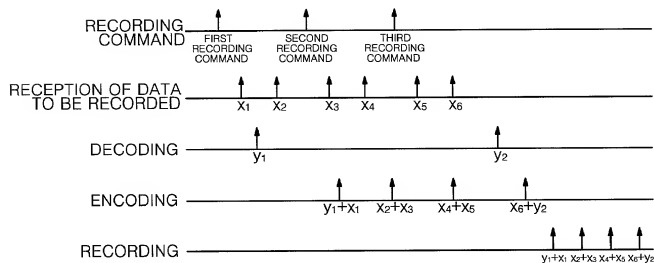 RECORDING
COMMAND
FIRST
RECORDING
COMMAND
SECOND
RECORDING
COMMAND
THIRD
RECORDING
COMMAND
RECEPTION OF DATA
TO BE RECORDED
x₁ x₂ x₃ x₄ x₅ x₆
DECODING
y₁ y₂
ENCODING
y₁+x₁ x₂+x₃ x₄+x₅ x₆+y₂
RECORDING
y₁+x₁ x₂+x₃ x₄+x₅ x₆+y₂